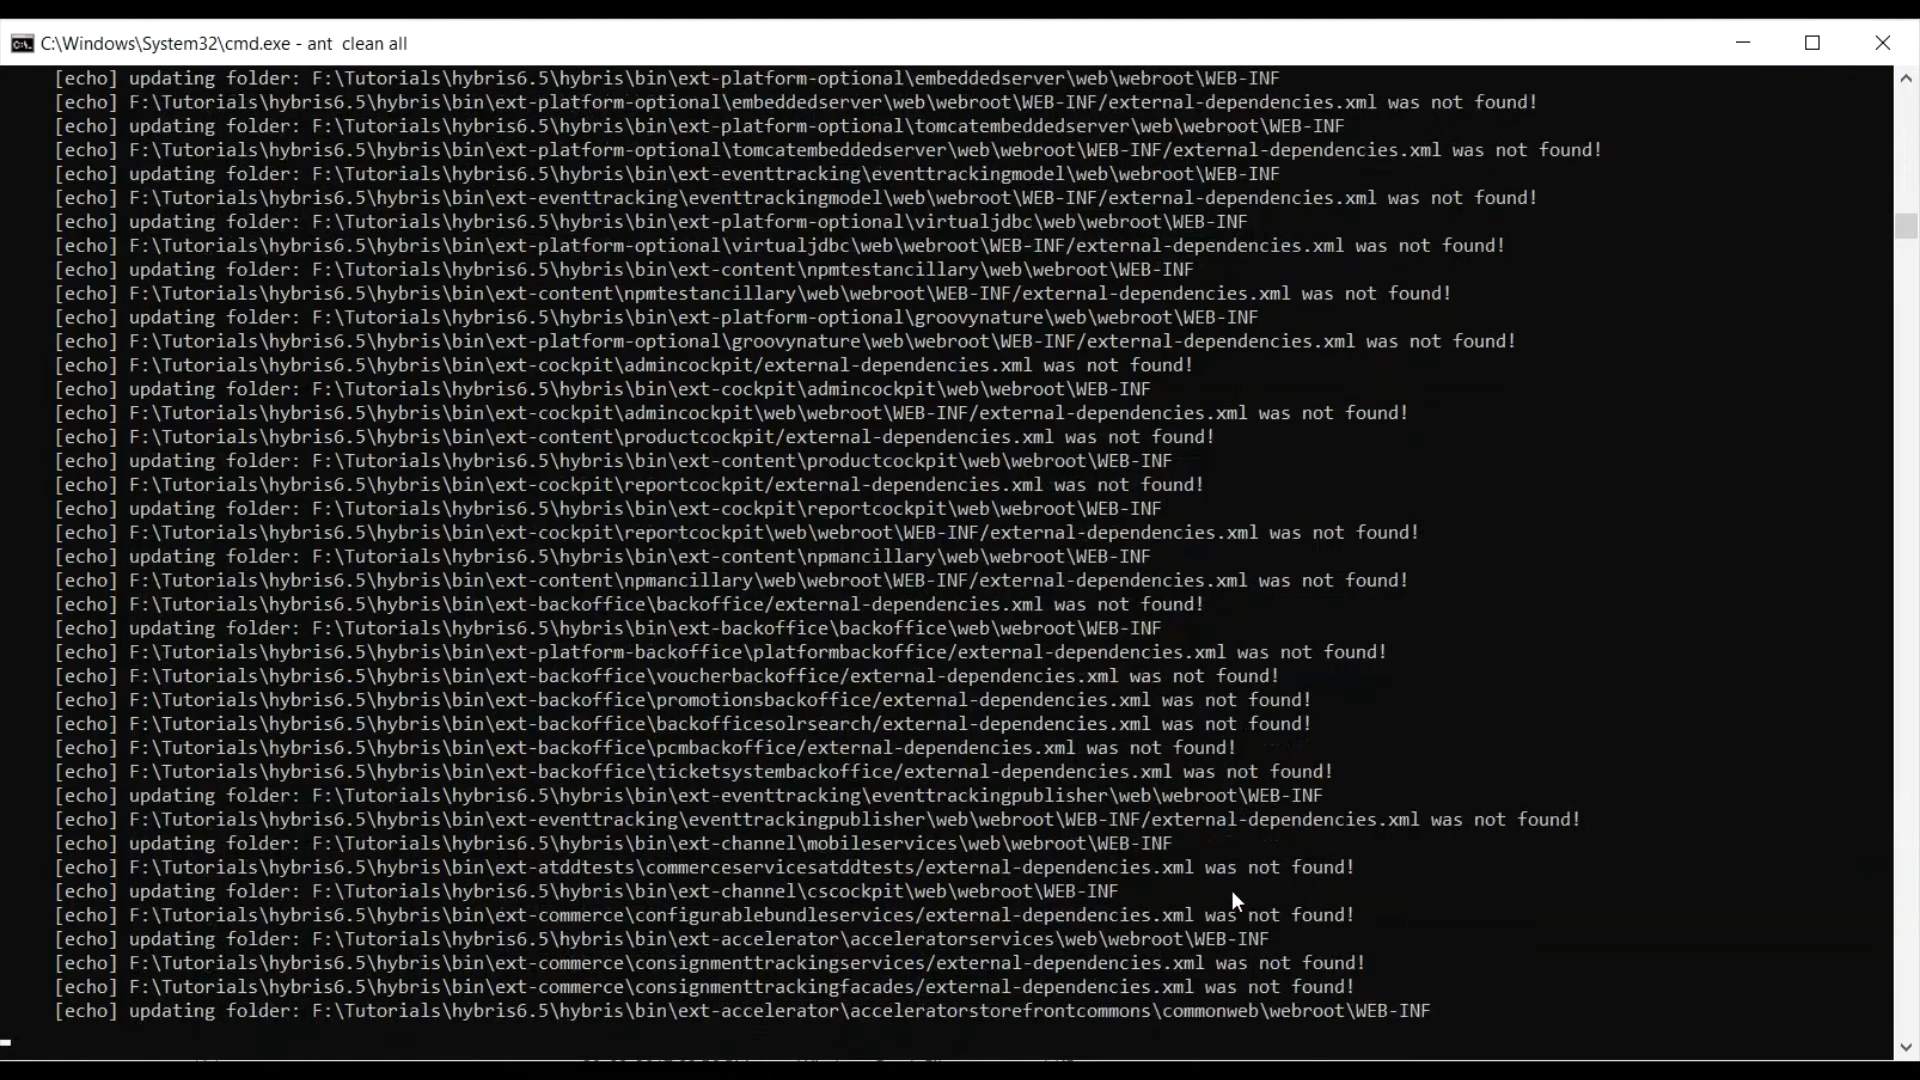 C:\Windows\System32\cmd.exe - ant  clean all
[echo] updating folder: F:\Tutorials\hybris6.5\hybris\bin\ext-platform-optional\embeddedserver\web\webroot\WEB-INF
[echo] F:\Tutorials\hybris6.5\hybris\bin\ext-platform-optional\embeddedserver\web\webroot\WEB-INF/external-dependencies.xml was not found!
[echo] updating folder: F:\Tutorials\hybris6.5\hybris\bin\ext-platform-optional\tomcatembeddedserver\web\webroot\WEB-INF
[echo] F:\Tutorials\hybris6.5\hybris\bin\ext-platform-optional\tomcatembeddedserver\web\webroot\WEB-INF/external-dependencies.xml was not found!
[echo] updating folder: F:\Tutorials\hybris6.5\hybris\bin\ext-eventtracking\eventtrackingmodel\web\webroot\WEB-INF
[echo] F:\Tutorials\hybris6.5\hybris\bin\ext-eventtracking\eventtrackingmodel\web\webroot\WEB-INF/external-dependencies.xml was not found!
[echo] updating folder: F:\Tutorials\hybris6.5\hybris\bin\ext-platform-optional\virtualjdbc\web\webroot\WEB-INF
[echo] F:\Tutorials\hybris6.5\hybris\bin\ext-platform-optional\virtualjdbc\web\webroot\WEB-INF/external-dependencies.xml was not found!
[echo] updating folder: F:\Tutorials\hybris6.5\hybris\bin\ext-content\npmtestancillary\web\webroot\WEB-INF
[echo] F:\Tutorials\hybris6.5\hybris\bin\ext-content\npmtestancillary\web\webroot\WEB-INF/external-dependencies.xml was not found!
[echo] updating folder: F:\Tutorials\hybris6.5\hybris\bin\ext-platform-optional\groovynature\web\webroot\WEB-INF
[echo] F:\Tutorials\hybris6.5\hybris\bin\ext-platform-optional\groovynature\web\webroot\WEB-INF/external-dependencies.xml was not found!
[echo] F:\Tutorials\hybris6.5\hybris\bin\ext-cockpit\admincockpit/external-dependencies.xml was not found!
[echo] updating folder: F:\Tutorials\hybris6.5\hybris\bin\ext-cockpit\admincockpit\web\webroot\WEB-INF
[echo] F:\Tutorials\hybris6.5\hybris\bin\ext-cockpit\admincockpit\web\webroot\WEB-INF/external-dependencies.xml was not found!
[echo] F:\Tutorials\hybris6.5\hybris\bin\ext-content\productcockpit/external-dependencies.xml was not found!
[echo] updating folder: F:\Tutorials\hybris6.5\hybris\bin\ext-content\productcockpit\web\webroot\WEB-INF
[echo] F:\Tutorials\hybris6.5\hybris\bin\ext-cockpit\reportcockpit/external-dependencies.xml was not found!
[echo] updating folder: F:\Tutorials\hybris6.5\hybris\bin\ext-cockpit\reportcockpit\web\webroot\WEB-INF
[echo] F:\Tutorials\hybris6.5\hybris\bin\ext-cockpit\reportcockpit\web\webroot\WEB-INF/external-dependencies.xml was not found!
[echo] updating folder: F:\Tutorials\hybris6.5\hybris\bin\ext-content\npmancillary\web\webroot\WEB-INF
[echo] F:\Tutorials\hybris6.5\hybris\bin\ext-content\npmancillary\web\webroot\WEB-INF/external-dependencies.xml was not found!
[echo] F:\Tutorials\hybris6.5\hybris\bin\ext-backoffice\backoffice/external-dependencies.xml was not found!
[echo] updating folder: F:\Tutorials\hybris6.5\hybris\bin\ext-backoffice\backoffice\web\webroot\WEB-INF
[echo] F:\Tutorials\hybris6.5\hybris\bin\ext-platform-backoffice\platformbackoffice/external-dependencies.xml was not found!
[echo] F:\Tutorials\hybris6.5\hybris\bin\ext-backoffice\voucherbackoffice/external-dependencies.xml was not found!
[echo] F:\Tutorials\hybris6.5\hybris\bin\ext-backoffice\promotionsbackoffice/external-dependencies.xml was not found!
[echo] F:\Tutorials\hybris6.5\hybris\bin\ext-backoffice\backofficesolrsearch/external-dependencies.xml was not found!
[echo] F:\Tutorials\hybris6.5\hybris\bin\ext-backoffice\pcmbackoffice/external-dependencies.xml was not found!
[echo] F:\Tutorials\hybris6.5\hybris\bin\ext-backoffice\ticketsystembackoffice/external-dependencies.xml was not found!
[echo] updating folder: F:\Tutorials\hybris6.5\hybris\bin\ext-eventtracking\eventtrackingpublisher\web\webroot\WEB-INF
[echo] F:\Tutorials\hybris6.5\hybris\bin\ext-eventtracking\eventtrackingpublisher\web\webroot\WEB-INF/external-dependencies.xml was not found!
[echo] updating folder: F:\Tutorials\hybris6.5\hybris\bin\ext-channel\mobileservices\web\webroot\WEB-INF
[echo] F:\Tutorials\hybris6.5\hybris\bin\ext-atddtests\commerceservicesatddtests/external-dependencies.xml was not found!
[echo] updating folder: F:\Tutorials\hybris6.5\hybris\bin\ext-channel\cscockpit\web\webroot\WEB-INF
[echo] F:\Tutorials\hybris6.5\hybris\bin\ext-commerce\configurablebundleservices/external-dependencies.xml was not found!
[echo] updating folder: F:\Tutorials\hybris6.5\hybris\bin\ext-accelerator\acceleratorservices\web\webroot\WEB-INF
[echo] F:\Tutorials\hybris6.5\hybris\bin\ext-commerce\consignmenttrackingservices/external-dependencies.xml was not found!
[echo] F:\Tutorials\hybris6.5\hybris\bin\ext-commerce\consignmenttrackingfacades/external-dependencies.xml was not found!
[echo] updating folder: F:\Tutorials\hybris6.5\hybris\bin\ext-accelerator\acceleratorstorefrontcommons\commonweb\webroot\WEB-INF